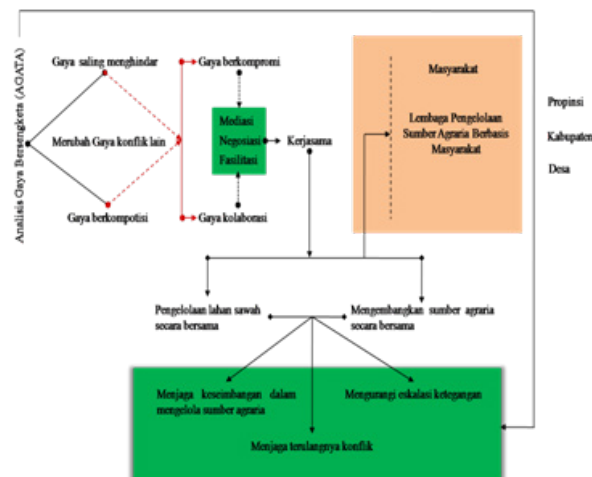 Analisis Gaya Bersengketa (AGATA)
Gaya saling menghindar
Merubah Gaya konflik lain
Gaya berkompotisi
Gaya berkompromi
Mediasi
Negosiasi
Fasilitasi
Kerjasama
Gaya kolaborasi
Masyarakat
Lembaga Pengelolaan
Sumber Agraria Berbasis
Masyarakat
Propinsi
Kabupaten
Desa
Pengelolaan lahan sawah
secara bersama
Mengembangkan sumber agraria
secara bersama
Menjaga keseimbangan dalam
mengelola sumber agraria
Mengurangi eskalasi ketegangan
Menjaga terulangnya konflik